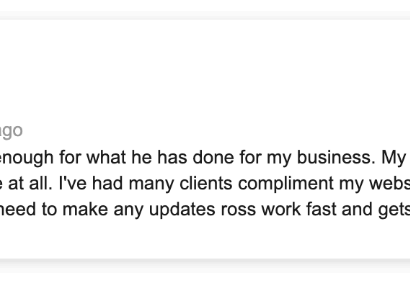 ago
enough for what he has done for my business. My
at all. I've had many clients compliment my webs
need to make any updates ross work fast and gets